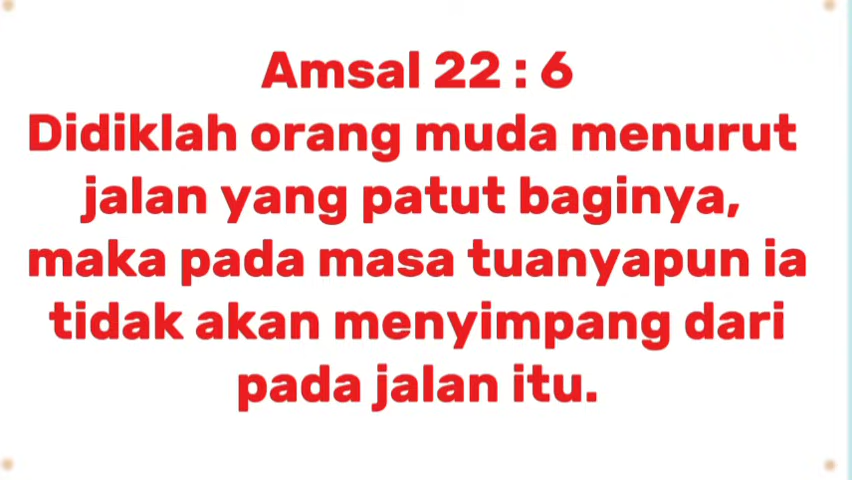 Amsal 22 : 6
Didiklah orang muda menurut
jalan yang patut baginya,
maka pada masa tuanyapun ia
tidak akan menyimpang dari
pada jalan itu.